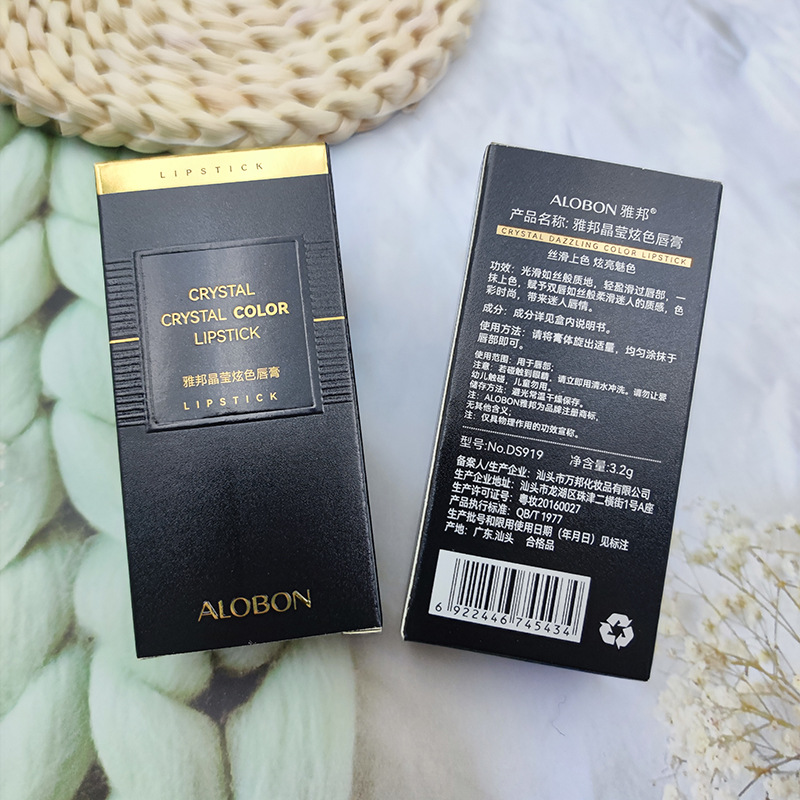 LIPSTICK
CRYSTAL
CRYSTAL COLOR
LIPSTICK
雅邦晶莹炫色唇膏
LIPSTICK
ALOBON
ALOBON 雅邦®
产品名称: 雅邦晶莹炫色唇膏
CRYSTAL DAZZLING COLOR LIPSTICK
丝滑上色 炫亮魅色
功效: 光滑如丝般质地，轻盈滑过唇部，一
抹上色，赋予双唇如丝般柔滑迷人的质感，色
彩时尚，带来迷人唇情。
成分: 成分详见盒内说明书。
使用方法: 请将膏体旋出适量，均匀涂抹于
唇部即可。
使用范围: 用于唇部.
注意: 若碰触到眼睛，请立即用清水冲洗。请勿让婴
幼儿触碰，儿童勿用。
储存方法: 避光常温干燥保存。
注: ALOBON雅邦为品牌注册商标，
无其他含义；
注: 仅具物理作用的功效宣称。
型号:No.DS919 净含量:3.2g
备案人/生产企业: 汕头市万邦化妆品有限公司
生产企业地址: 汕头市龙湖区珠津二横街1号A座
生产许可证号: 粤妆20160027
产品执行标准: QB/T 1977
生产批号和限用使用日期（年月日）见标注
产地: 广东.汕头 合格品
6 922446 745434